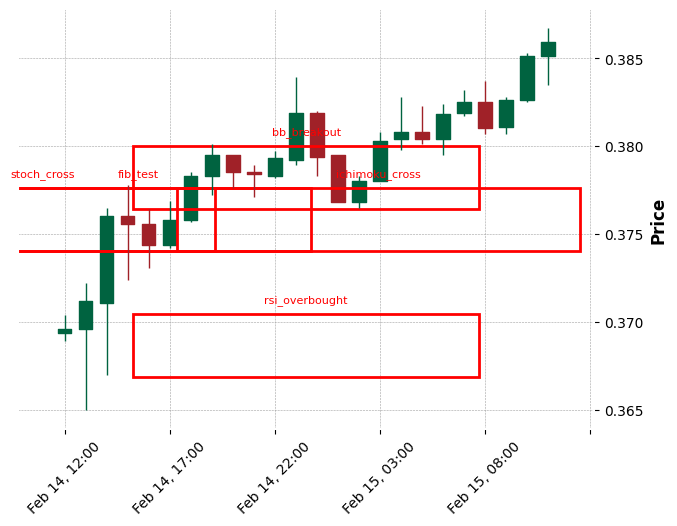 0.385
bb_breakout
0.380
stoch_cross
fib_test
ichimoku_cross
0.375
Price
rsi_overbought
0.370
0.365
Feb 14, 12:00
Feb 14, 17:00
Feb 14, 22:00
Feb 15, 03:00
Feb 15, 08:00